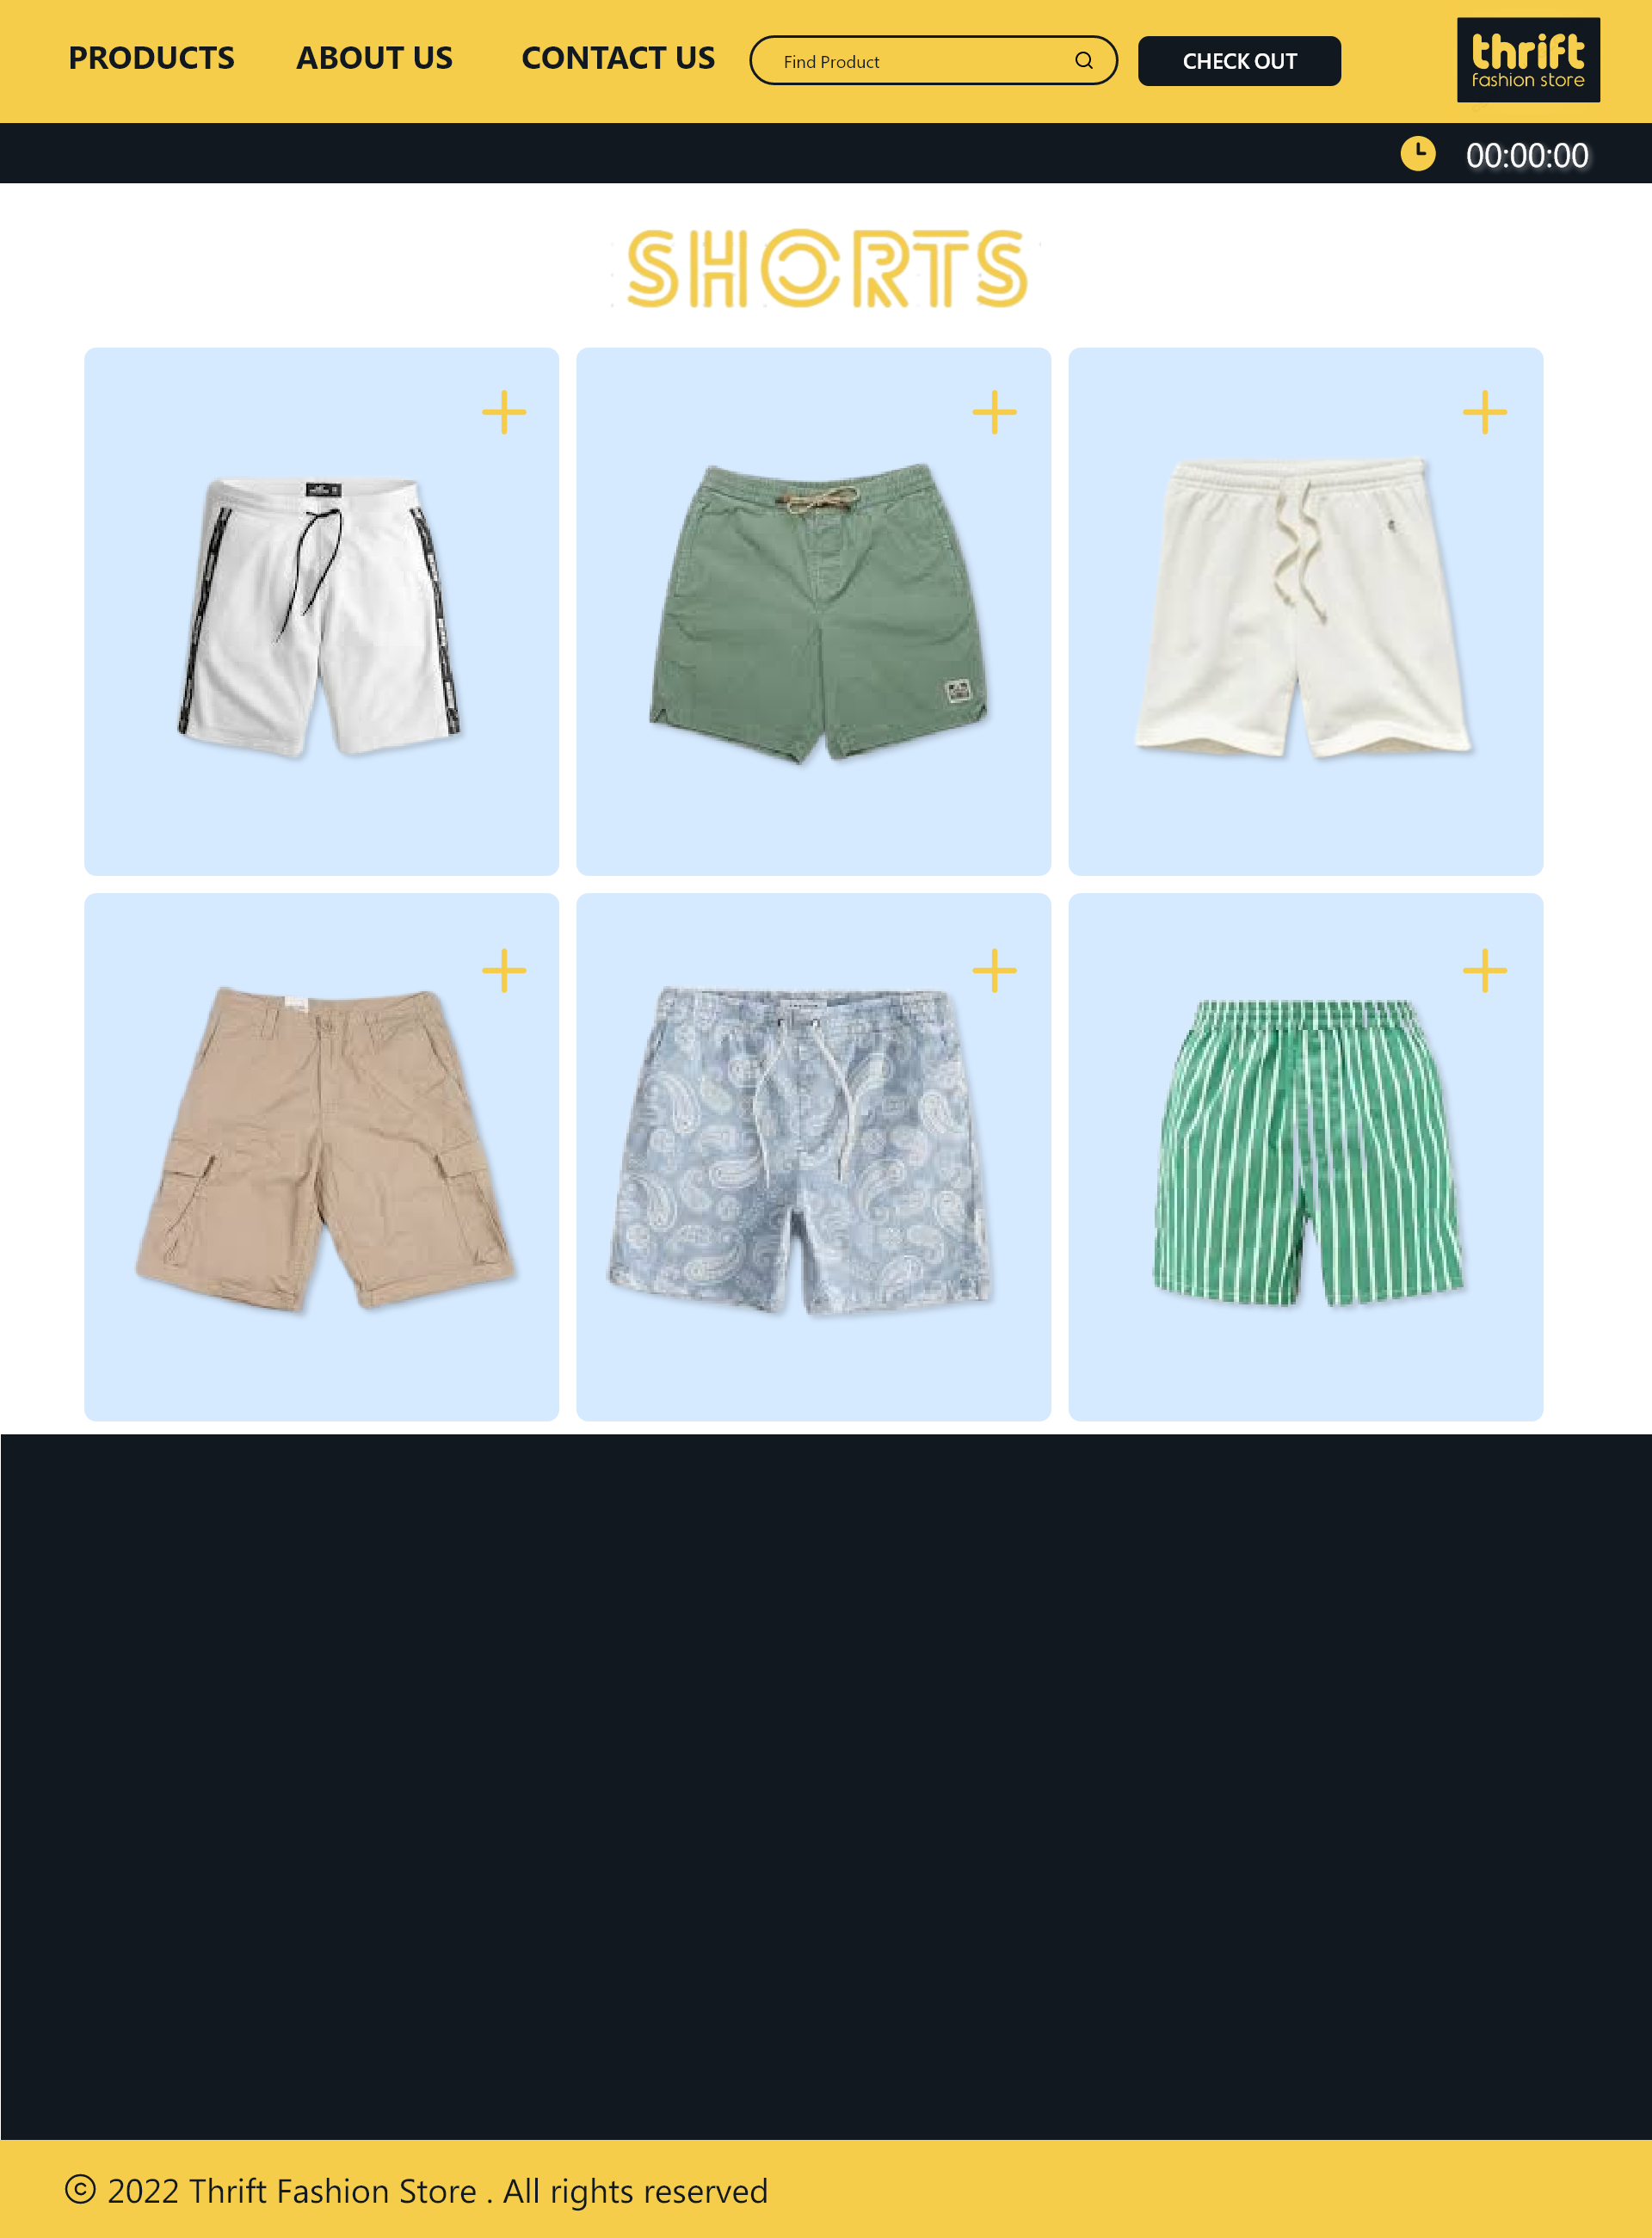 PRODUCTS ABOUT US CONTACT US Find Product CHECK OUT thrift
fashion store
00:00:00
SHORTS
© 2022 Thrift Fashion Store . All rights reserved